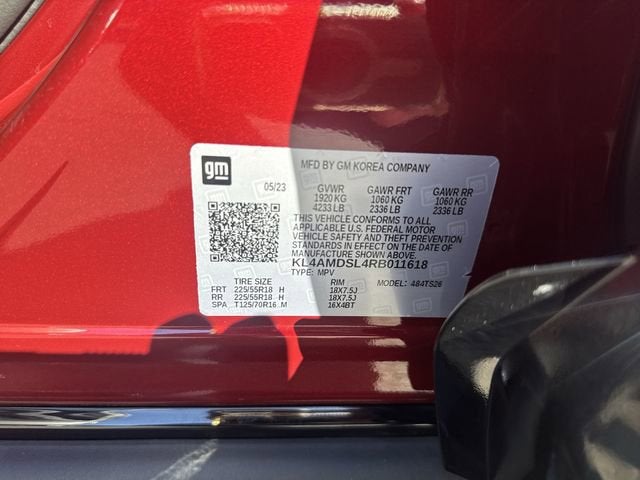 gm
MFD BY GM KOREA COMPANY
05/23 GVWR GAWR FRT GAWR RR
1920 KG 1060 KG 1060 KG
4233 LB 2336 LB 2336 LB
THIS VEHICLE CONFORMS TO ALL
APPLICABLE U.S. FEDERAL MOTOR
VEHICLE SAFETY AND THEFT PREVENTION
STANDARDS IN EFFECT ON THE DATE OF
MANUFACTURE SHOWN ABOVE.
KL4AMDSL4RB011618
TYPE: MPV
TIRE SIZE RIM MODEL: 484TS26
FRT 225/55R18 H 18X7.5J
RR 225/55R18 H 18X7.5J
SPA T125/70R16 M 16X4BT